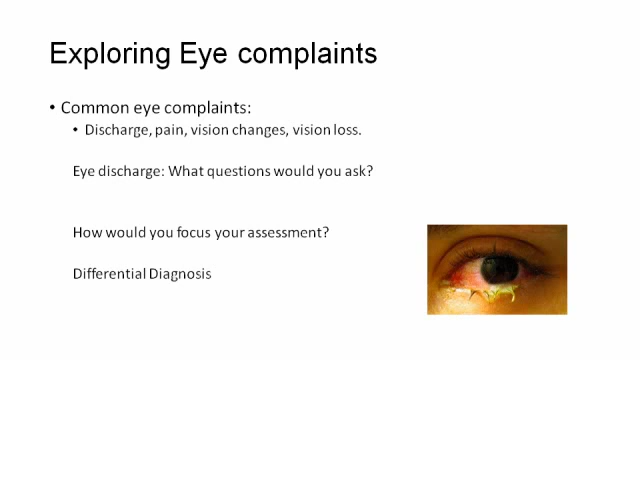 Exploring Eye complaints
• Common eye complaints:
• Discharge, pain, vision changes, vision loss.
Eye discharge: What questions would you ask?
How would you focus your assessment?
Differential Diagnosis